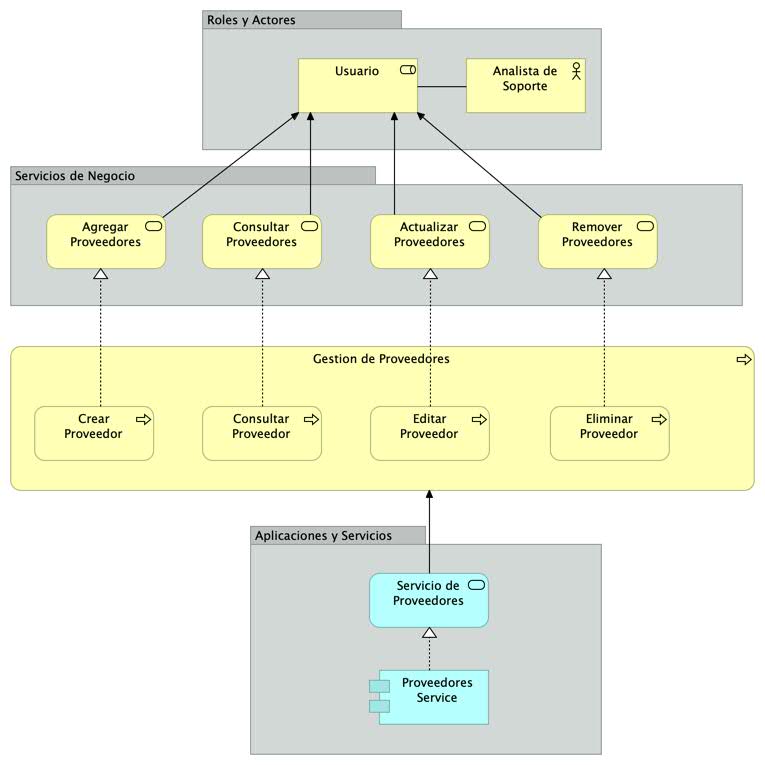 Roles y Actores
Usuario
Analista de
Soporte
Servicios de Negocio
Agregar
Proveedores
Consultar
Proveedores
Actualizar
Proveedores
Remover
Proveedores
Gestion de Proveedores
Crear
Proveedor
Consultar
Proveedor
Editar
Proveedor
Eliminar
Proveedor
Aplicaciones y Servicios
Servicio de
Proveedores
Proveedores
Service